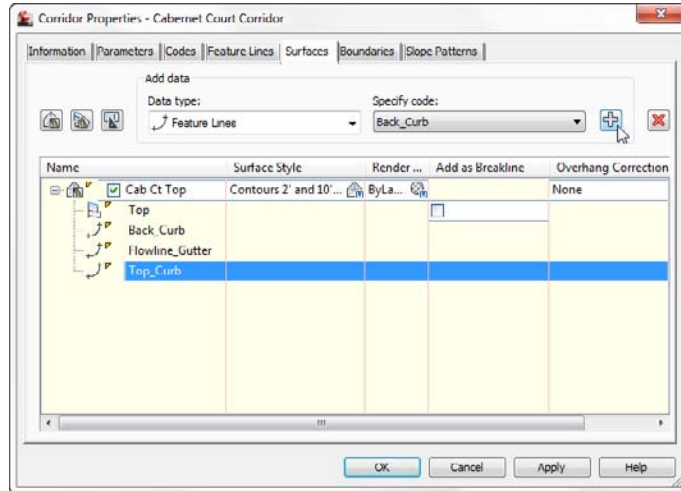 Corridor Properties - Cabernet Court Corridor
Information Parameters Codes Feature Lines Surfaces Boundaries Slope Patterns
Add data
Data type: Specify code:
Feature Lines Back_Curb
Name Surface Style Render ... Add as Breakline Overhang Correction
Cab Ct Top Contours 2' and 10'... ByLa... None
Top
Back_Curb
Flowline_Gutter
Top_Curb
OK Cancel Apply Help